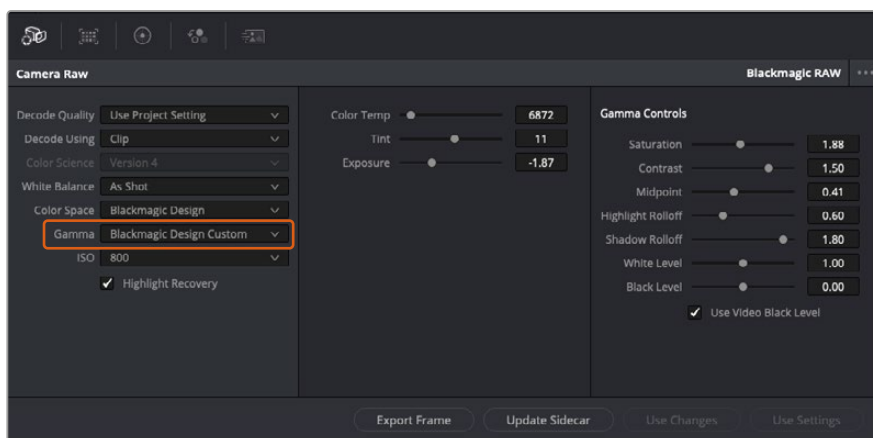 Camera Raw
Blackmagic RAW
Decode Quality Use Project Setting
Decode Using Clip
Color Science Version 4
White Balance As Shot
Color Space Blackmagic Design
Gamma Blackmagic Design Custom
ISO 800
Highlight Recovery
Color Temp 6872
Tint 11
Exposure -1.87
Gamma Controls
Saturation 1.88
Contrast 1.50
Midpoint 0.41
Highlight Rolloff 0.60
Shadow Rolloff 1.80
White Level 1.00
Black Level 0.00
Use Video Black Level
Export Frame
Update Sidecar
Use Changes
Use Settings